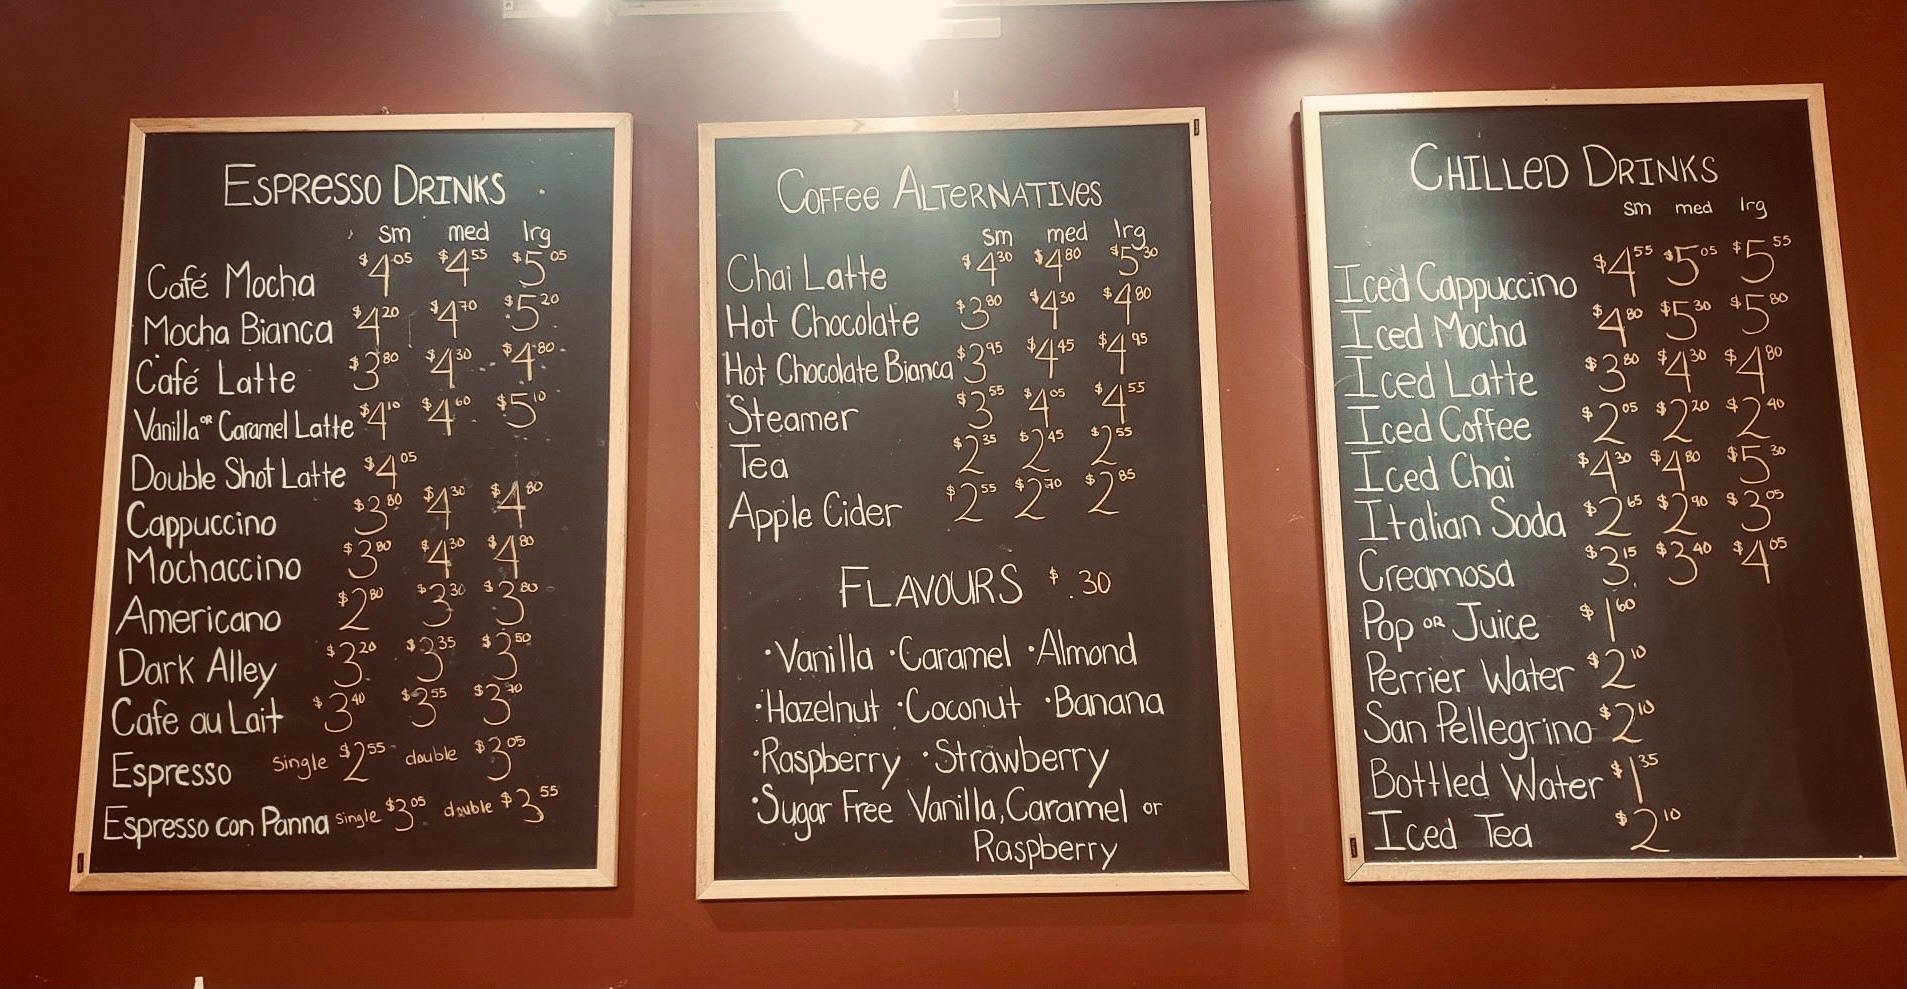 ESPRESSO DRINKS
sm med lrg
Café Mocha $4.05 $4.55 $5.05
Mocha Bianca $4.20 $4.70 $5.20
Café Latte $3.80 $4.30 $4.80
Vanilla OR Caramel Latte $4.10 $4.60 $5.10
Double Shot Latte $4.05
Cappuccino $3.80 $4.30 $4.80
Mochaccino $3.80 $4.30 $4.80
Americano $2.80 $3.30 $3.80
Dark Alley $3.20 $3.35 $3.50
Cafe au Lait $3.40 $3.55 $3.70
Espresso single $2.55 double $3.05
Espresso con Panna single $3.05 double $3.55
COFFEE ALTERNATIVES
sm med lrg
Chai Latte $4.30 $4.80 $5.30
Hot Chocolate $3.80 $4.30 $4.80
Hot Chocolate Bianca $3.95 $4.45 $4.95
Steamer $3.55 $4.05 $4.55
Tea $2.35 $2.45 $2.55
Apple Cider $2.55 $2.70 $2.85
FLAVOURS $.30
•Vanilla •Caramel •Almond
•Hazelnut •Coconut •Banana
•Raspberry •Strawberry
•Sugar Free Vanilla, Caramel or
Raspberry
CHILLED DRINKS
sm med lrg
Iced Cappuccino $4.55 $5.05 $5.55
Iced Mocha $4.80 $5.30 $5.80
Iced Latte $3.80 $4.30 $4.80
Iced Coffee $2.05 $2.20 $2.40
Iced Chai $4.30 $4.80 $5.30
Italian Soda $2.65 $2.90 $3.05
Creamosa $3.15 $3.40 $4.05
Pop OR Juice $1.60
Perrier Water $2.10
San Pellegrino $2.10
Bottled Water $1.35
Iced Tea $2.10